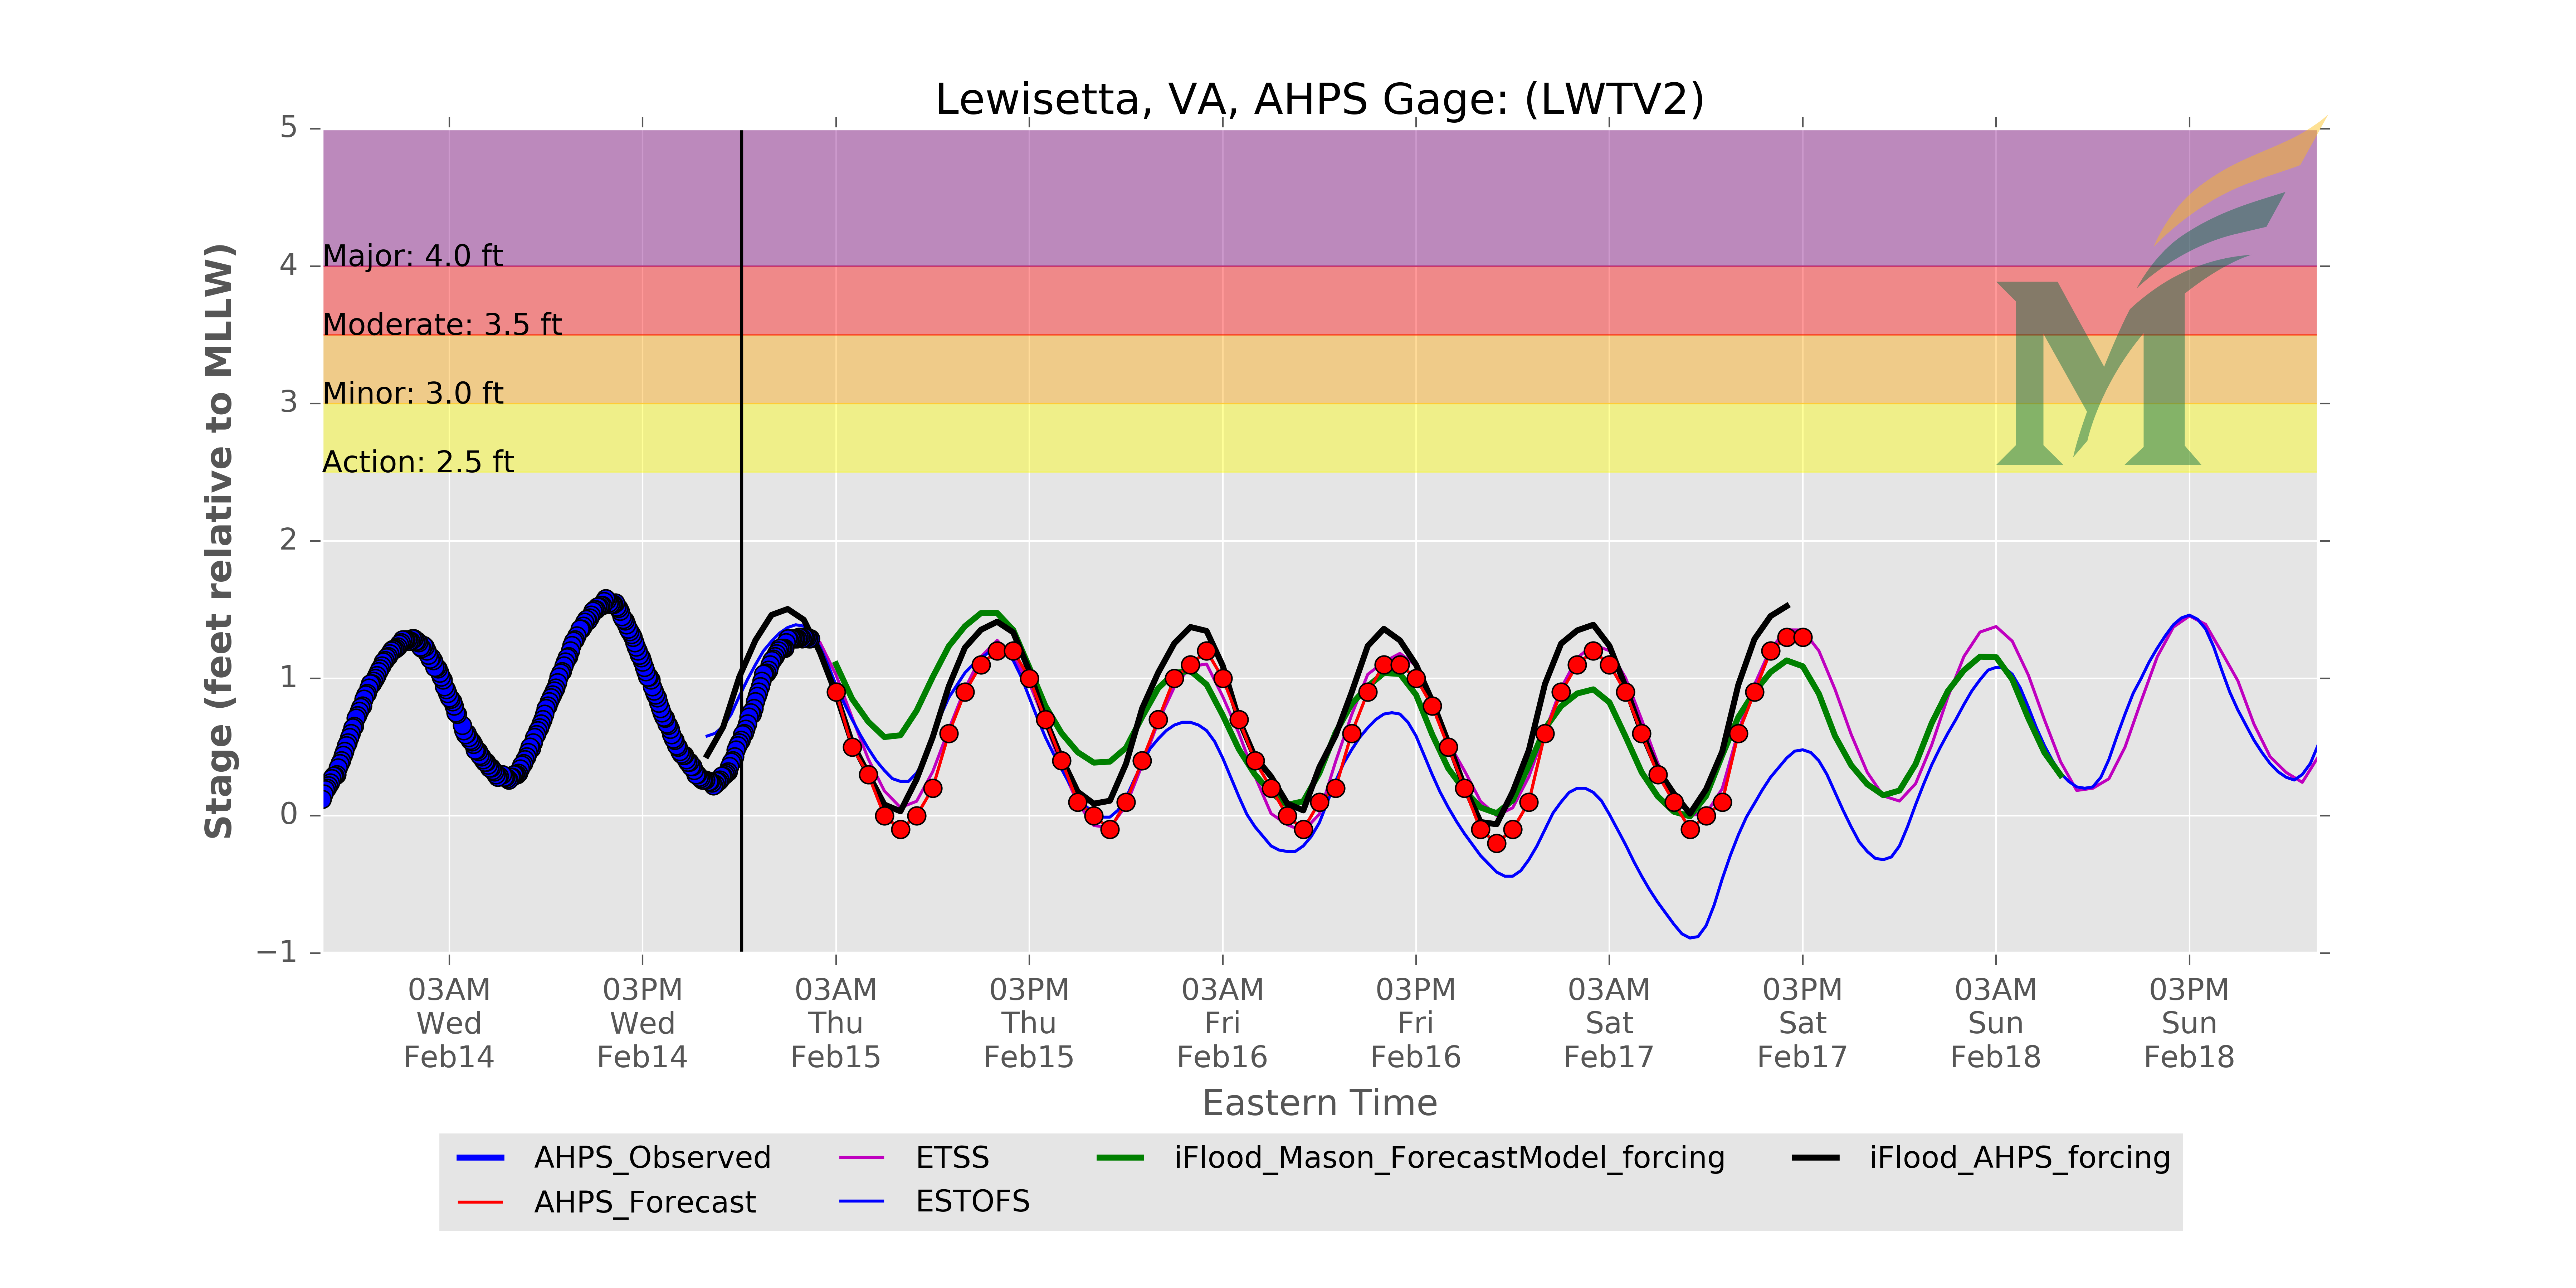 Lewisetta, VA, AHPS Gage: (LWTV2)
Stage (feet relative to MLLW)
5
4
3
2
1
0
−1
Major: 4.0 ft
Moderate: 3.5 ft
Minor: 3.0 ft
Action: 2.5 ft
M
03AM 03PM 03AM 03PM 03AM 03PM 03AM 03PM 03AM 03PM
Wed Wed Thu Thu Fri Fri Sat Sat Sun Sun
Feb14 Feb14 Feb15 Feb15 Feb16 Feb16 Feb17 Feb17 Feb18 Feb18
Eastern Time
AHPS_Observed ETSS iFlood_Mason_ForecastModel_forcing iFlood_AHPS_forcing
AHPS_Forecast ESTOFS